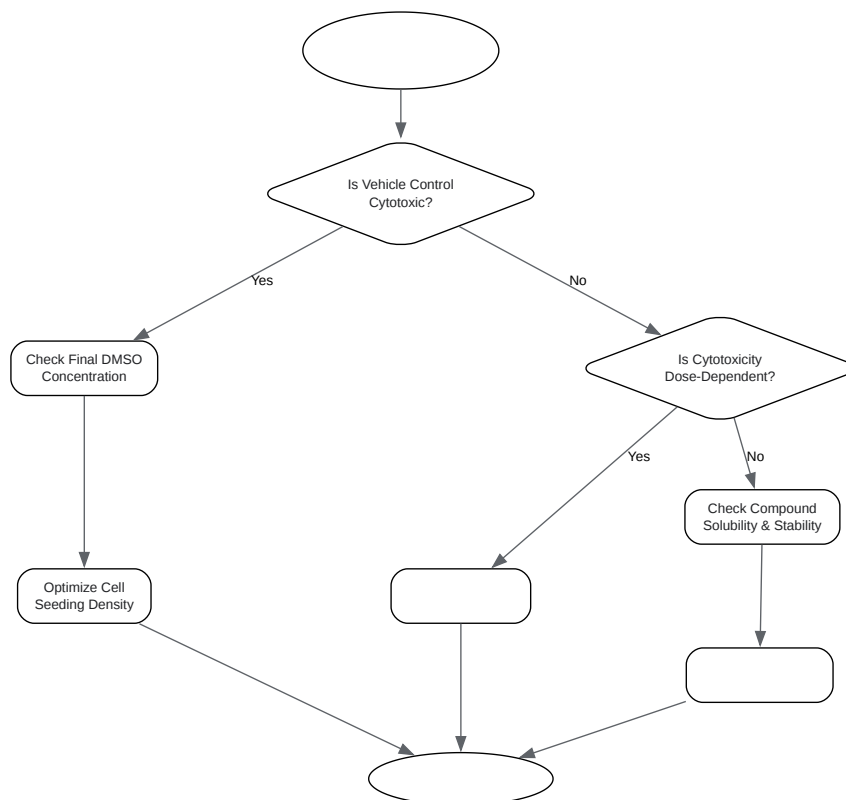 Is Vehicle Control
Cytotoxic?
Yes
No
Check Final DMSO
Concentration
Is Cytotoxicity
Dose-Dependent?
Yes
No
Check Compound
Solubility & Stability
Optimize Cell
Seeding Density